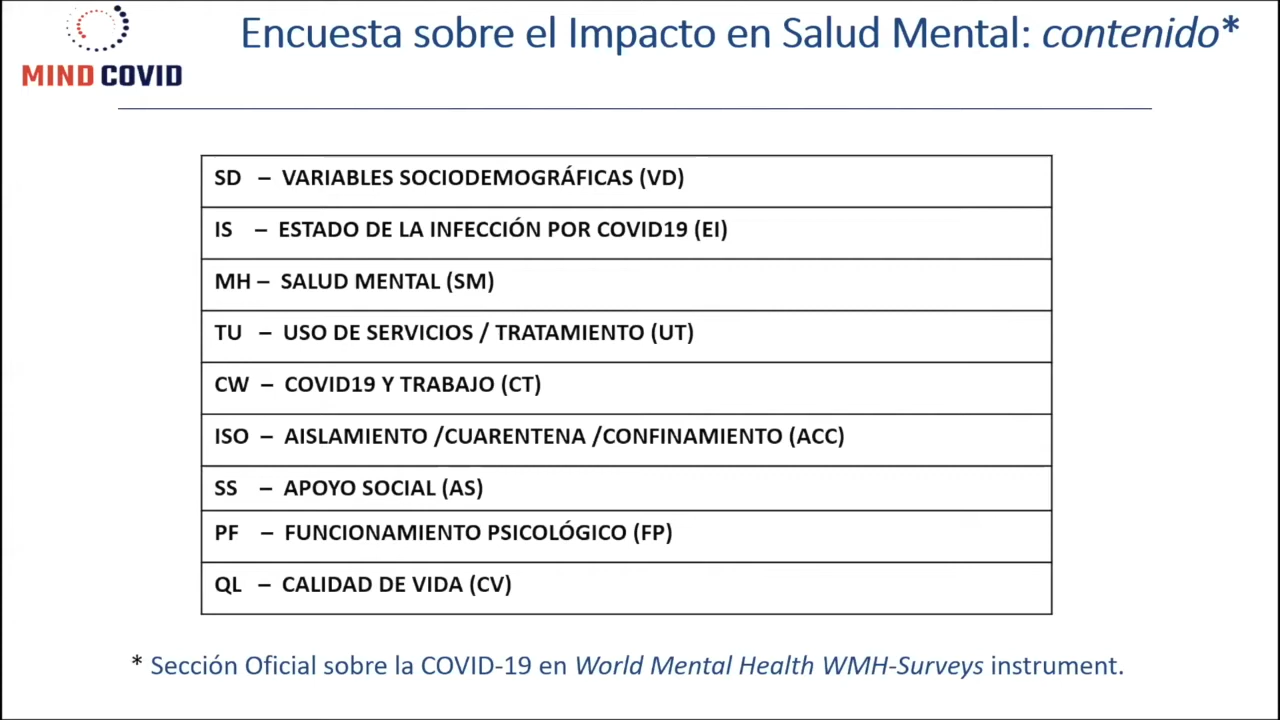 MIND COVID
Encuesta sobre el Impacto en Salud Mental: contenido*
SD – VARIABLES SOCIODEMOGRÁFICAS (VD)
IS – ESTADO DE LA INFECCIÓN POR COVID19 (EI)
MH – SALUD MENTAL (SM)
TU – USO DE SERVICIOS / TRATAMIENTO (UT)
CW – COVID19 Y TRABAJO (CT)
ISO – AISLAMIENTO /CUARENTENA /CONFINAMIENTO (ACC)
SS – APOYO SOCIAL (AS)
PF – FUNCIONAMIENTO PSICOLÓGICO (FP)
QL – CALIDAD DE VIDA (CV)
* Sección Oficial sobre la COVID-19 en World Mental Health WMH-Surveys instrument.